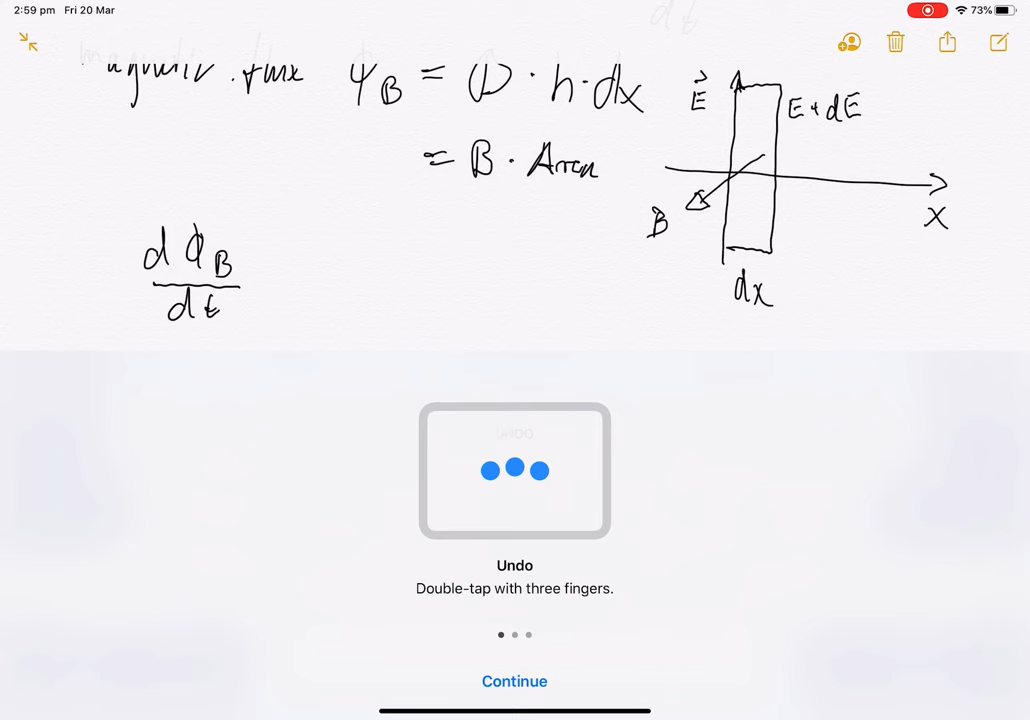 2:59 pm Fri 20 Mar 73%
magnetic flux Φ_B = B · h · dx
= B · Area
E⃗
E + dE
B
X
dx
dΦ_B
dt
UNDO
Undo
Double-tap with three fingers.
Continue